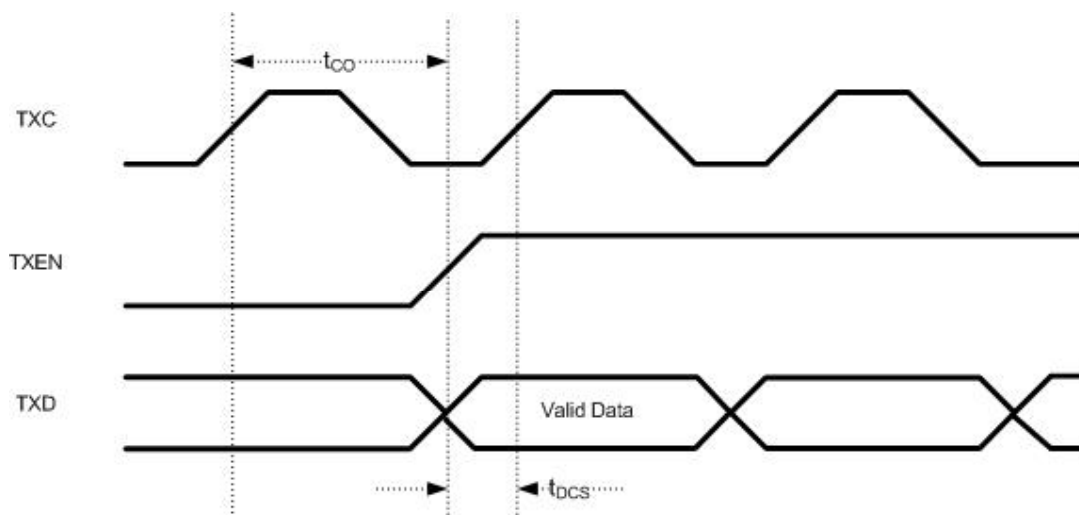 tCO
TXC
TXEN
TXD
Valid Data
tDCS